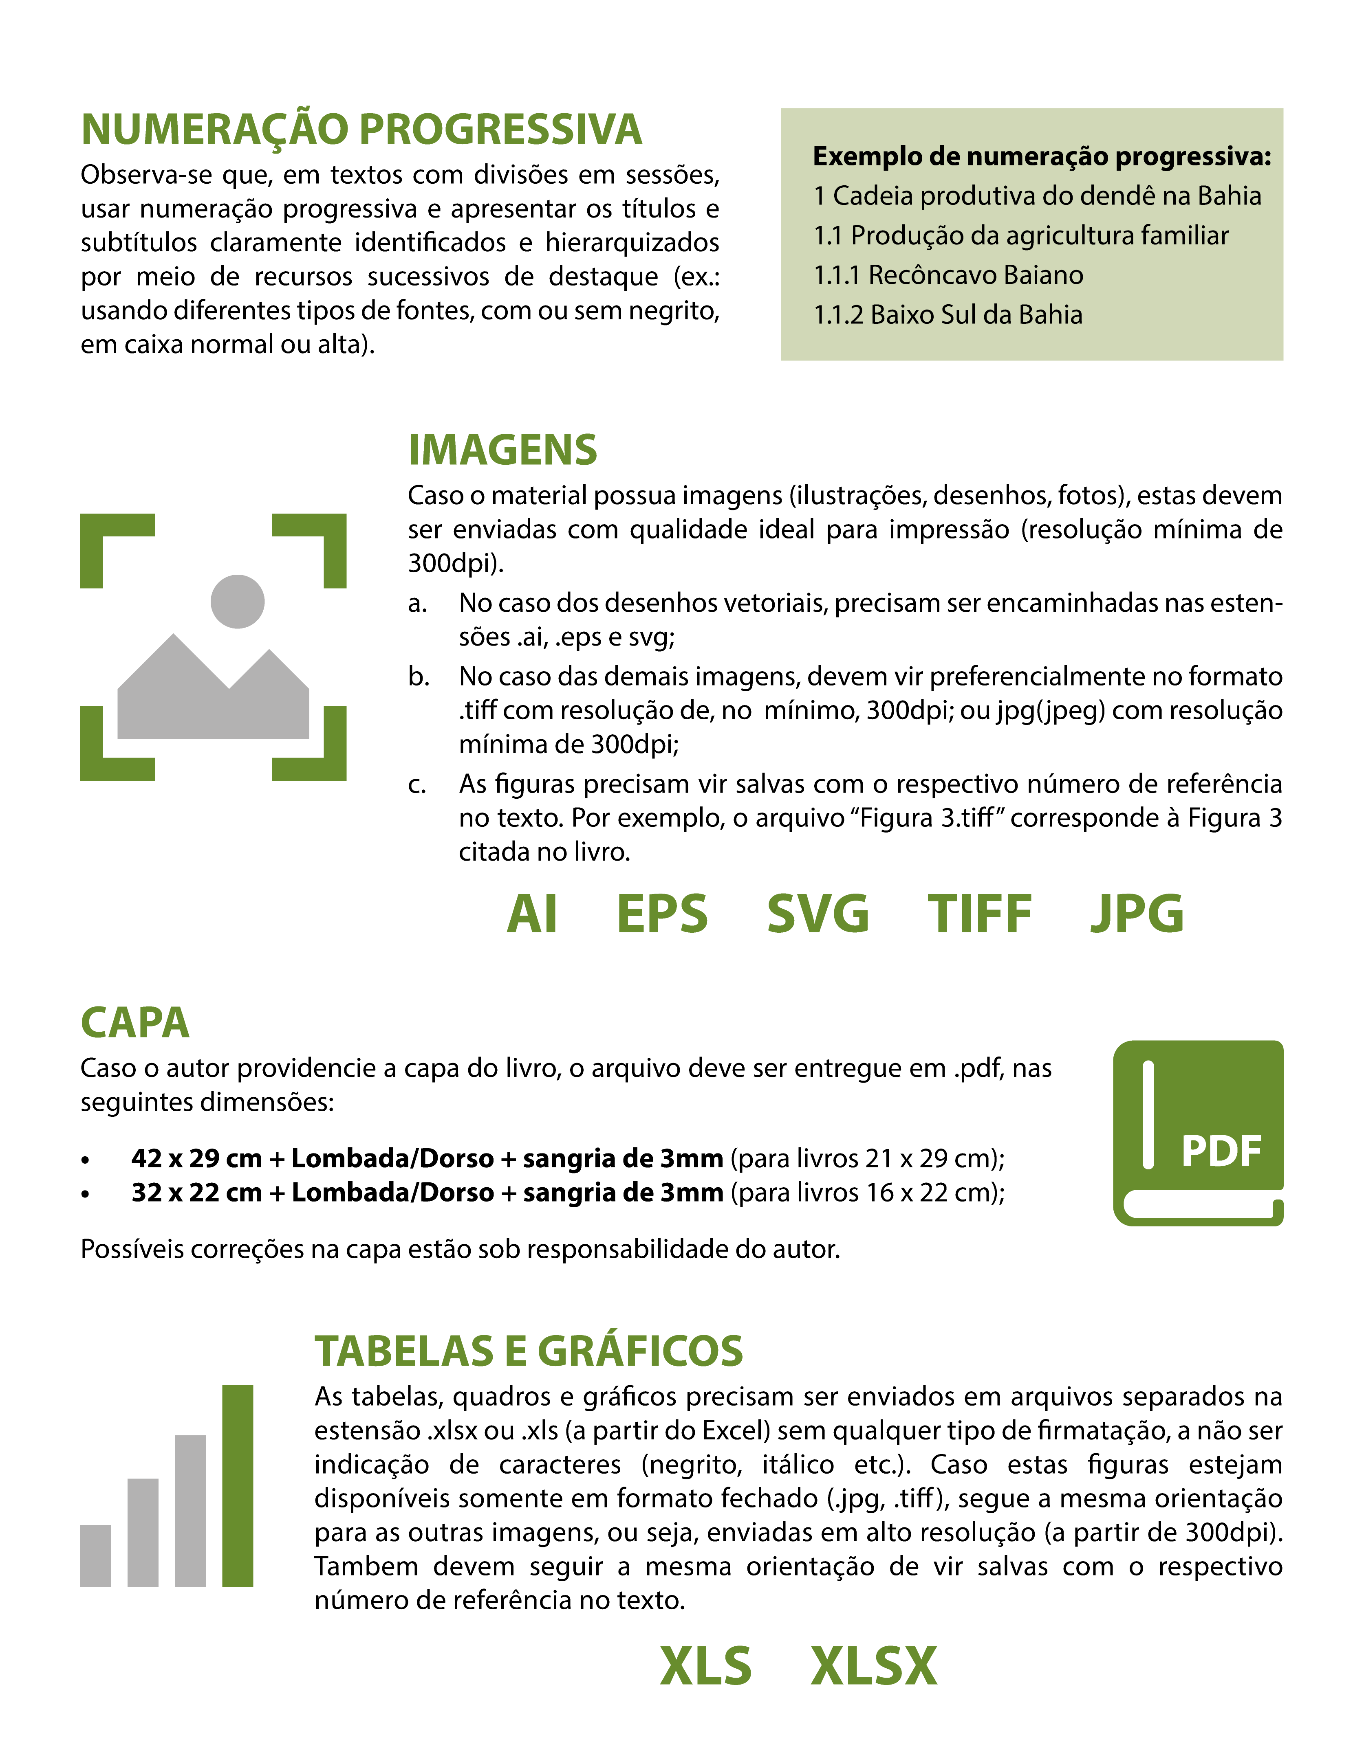 NUMERAÇÃO PROGRESSIVA
Observa-se que, em textos com divisões em sessões,
usar numeração progressiva e apresentar os títulos e
subtítulos claramente identificados e hierarquizados
por meio de recursos sucessivos de destaque (ex.:
usando diferentes tipos de fontes, com ou sem negrito,
em caixa normal ou alta).
Exemplo de numeração progressiva:
1 Cadeia produtiva do dendê na Bahia
1.1 Produção da agricultura familiar
1.1.1 Recôncavo Baiano
1.1.2 Baixo Sul da Bahia
IMAGENS
Caso o material possua imagens (ilustrações, desenhos, fotos), estas devem
ser enviadas com qualidade ideal para impressão (resolução mínima de
300dpi).
a. No caso dos desenhos vetoriais, precisam ser encaminhadas nas esten-
sões .ai, .eps e svg;
b. No caso das demais imagens, devem vir preferencialmente no formato
.tiff com resolução de, no mínimo, 300dpi; ou jpg(jpeg) com resolução
mínima de 300dpi;
c. As figuras precisam vir salvas com o respectivo número de referência
no texto. Por exemplo, o arquivo “Figura 3.tiff” corresponde à Figura 3
citada no livro.
AI EPS SVG TIFF JPG
CAPA
Caso o autor providencie a capa do livro, o arquivo deve ser entregue em .pdf, nas
seguintes dimensões:
• 42 x 29 cm + Lombada/Dorso + sangria de 3mm (para livros 21 x 29 cm);
• 32 x 22 cm + Lombada/Dorso + sangria de 3mm (para livros 16 x 22 cm);
Possíveis correções na capa estão sob responsabilidade do autor.
PDF
TABELAS E GRÁFICOS
As tabelas, quadros e gráficos precisam ser enviados em arquivos separados na
estensão .xlsx ou .xls (a partir do Excel) sem qualquer tipo de firmatação, a não ser
indicação de caracteres (negrito, itálico etc.). Caso estas figuras estejam
disponíveis somente em formato fechado (.jpg, .tiff), segue a mesma orientação
para as outras imagens, ou seja, enviadas em alto resolução (a partir de 300dpi).
Tambem devem seguir a mesma orientação de vir salvas com o respectivo
número de referência no texto.
XLS XLSX